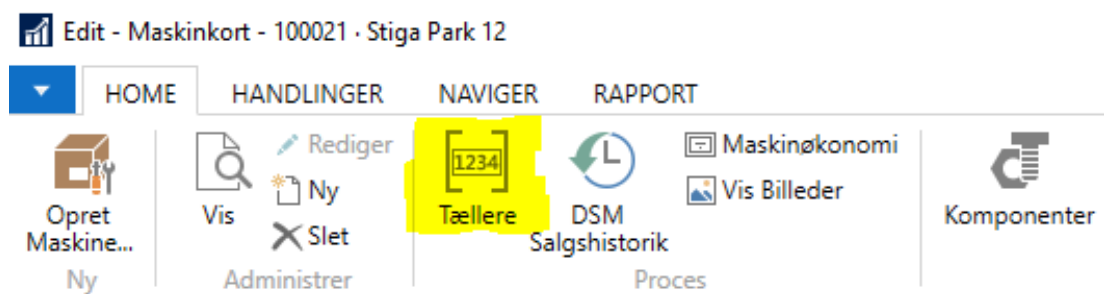 Edit - Maskinkort - 100021 · Stiga Park 12
HOME HANDLINGER NAVIGER RAPPORT
Opret Maskine...
Ny
Vis
Rediger
Ny
Slet
Administrer
1234
Tællere
DSM Salgshistorik
Maskinøkonomi
Vis Billeder
Proces
Komponenter